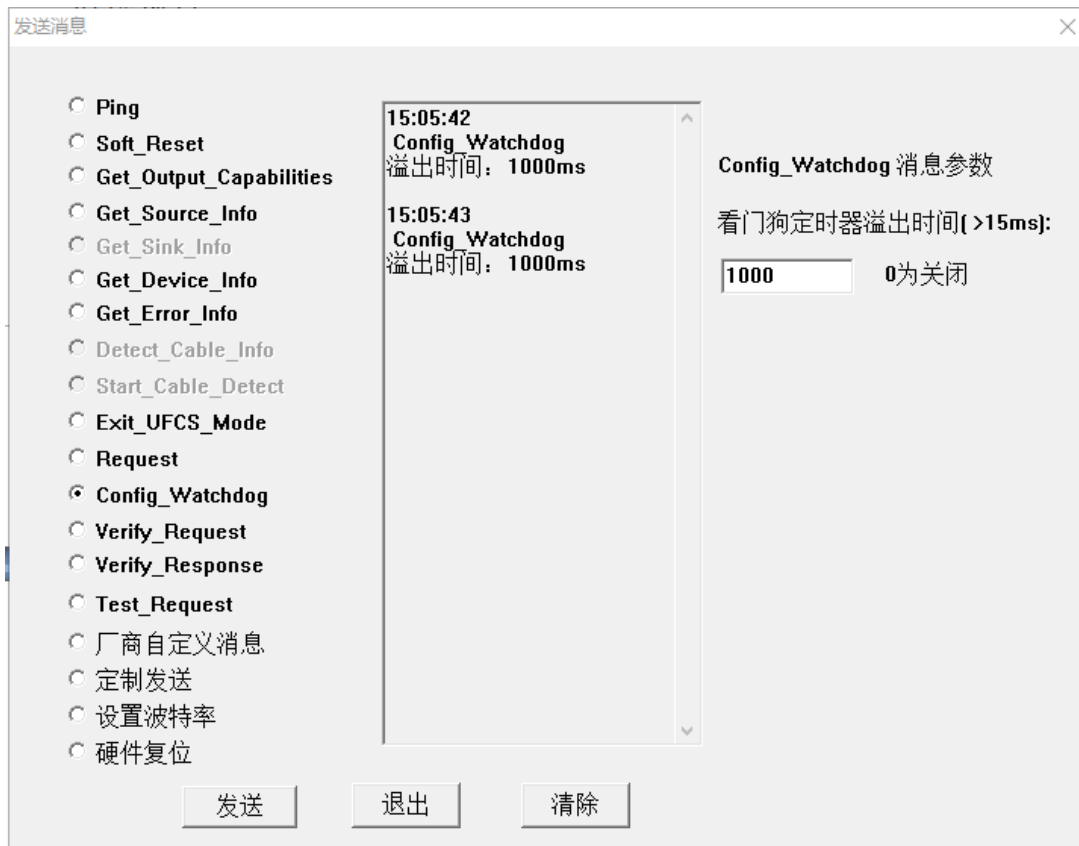 发送消息
Ping
Soft_Reset
Get_Output_Capabilities
Get_Source_Info
Get_Sink_Info
Get_Device_Info
Get_Error_Info
Detect_Cable_Info
Start_Cable_Detect
Exit_UFCS_Mode
Request
Config_Watchdog
Verify_Request
Verify_Response
Test_Request
厂商自定义消息
定制发送
设置波特率
硬件复位
15:05:42
Config_Watchdog
溢出时间：1000ms
15:05:43
Config_Watchdog
溢出时间：1000ms
Config_Watchdog 消息参数
看门狗定时器溢出时间(>15ms):
1000 0为关闭
发送 退出 清除